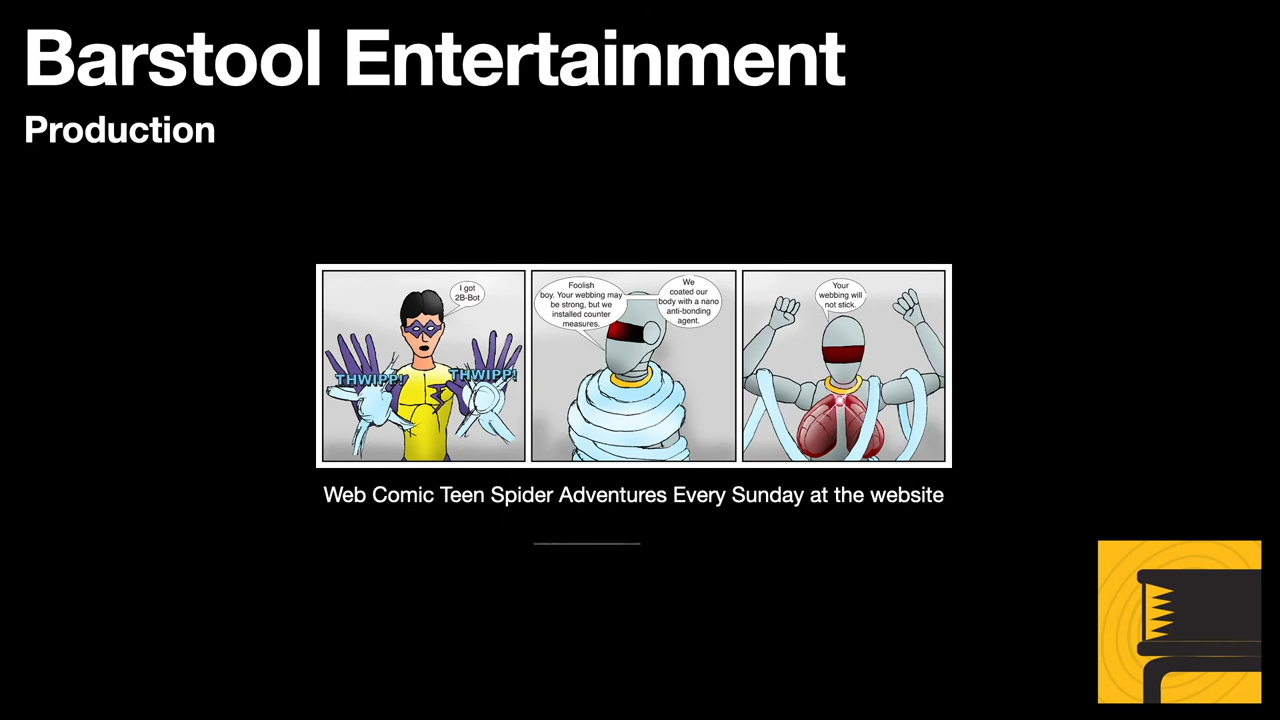 Barstool Entertainment
Production
I got
2B-Bot
THWIPP!
THWIPP!
Foolish
boy. Your webbing may
be strong, but we
installed counter
measures.
We
coated our
body with a nano
anti-bonding
agent.
Your
webbing will
not stick.
Web Comic Teen Spider Adventures Every Sunday at the website